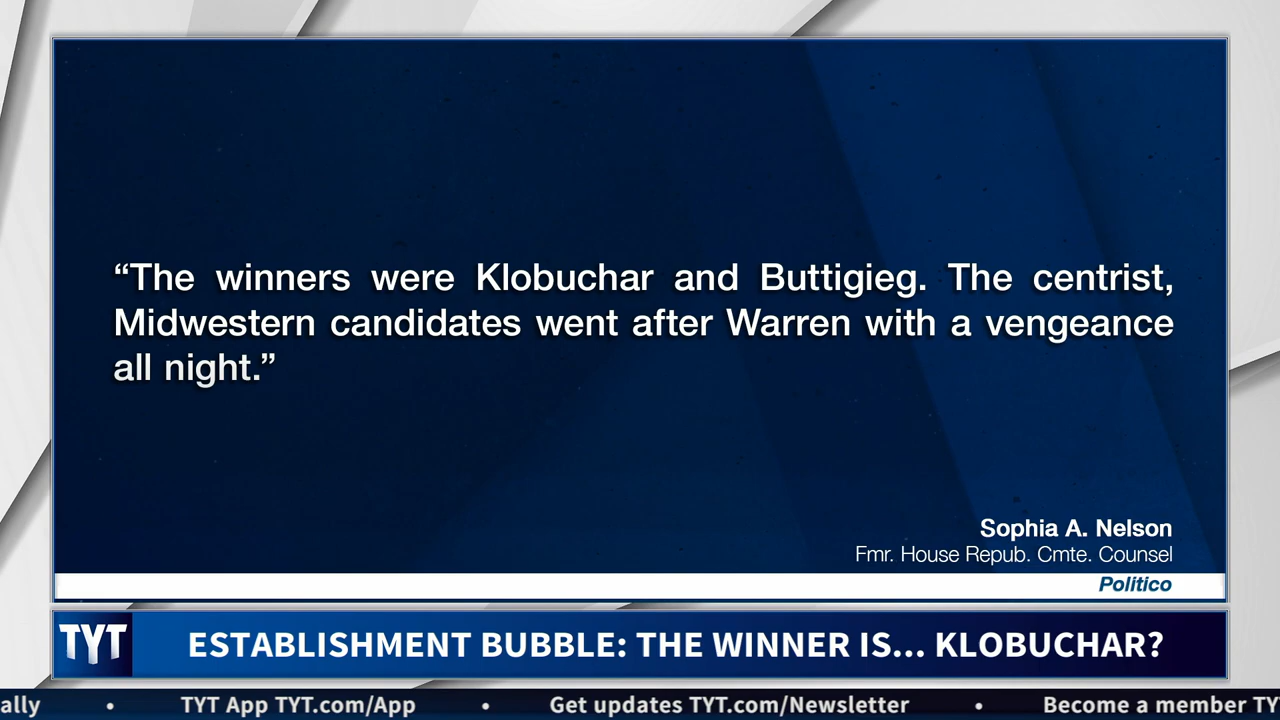 “The winners were Klobuchar and Buttigieg. The centrist,
Midwestern candidates went after Warren with a vengeance
all night.”
Sophia A. Nelson
Fmr. House Repub. Cmte. Counsel
Politico
TYT ESTABLISHMENT BUBBLE: THE WINNER IS... KLOBUCHAR?
ally • TYT App TYT.com/App • Get updates TYT.com/Newsletter • Become a member TY